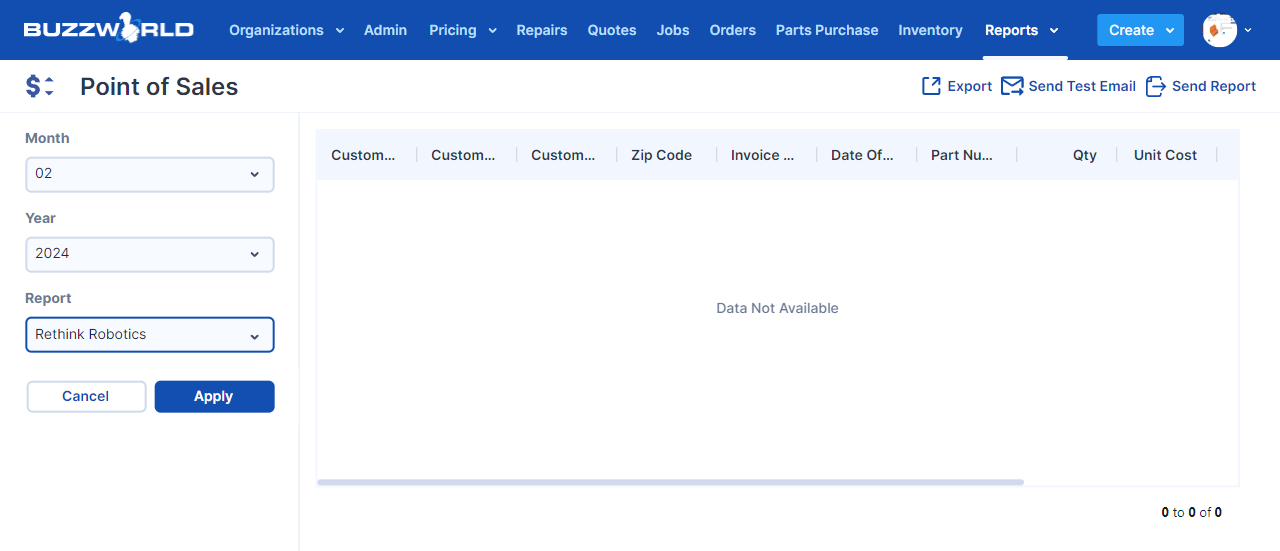 BUZZWORLD Organizations Admin Pricing Repairs Quotes Jobs Orders Parts Purchase Inventory Reports Create
Point of Sales Export Send Test Email Send Report
Month
02
Year
2024
Report
Rethink Robotics
Cancel Apply
Custom... Custom... Custom... Zip Code Invoice ... Date Of... Part Nu... Qty Unit Cost
Data Not Available
0 to 0 of 0